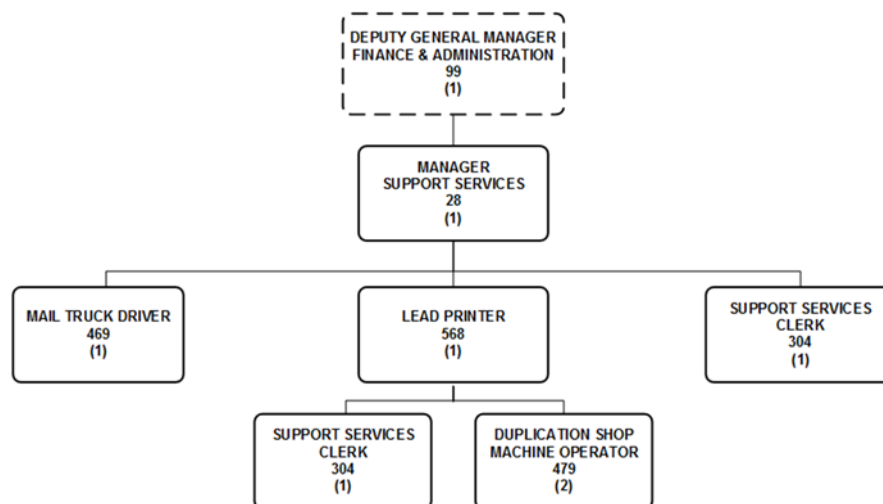 DEPUTY GENERAL MANAGER
FINANCE & ADMINISTRATION
99
(1)
MANAGER
SUPPORT SERVICES
28
(1)
MAIL TRUCK DRIVER
469
(1)
LEAD PRINTER
568
(1)
SUPPORT SERVICES
CLERK
304
(1)
SUPPORT SERVICES
CLERK
304
(1)
DUPLICATION SHOP
MACHINE OPERATOR
479
(2)